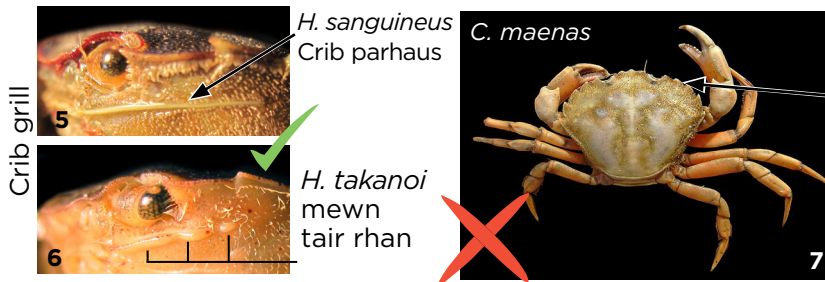 Crib grill
H. sanguineus
Crib parhaus
5
H. takanoi
mewn
tair rhan
6
C. maenas
7